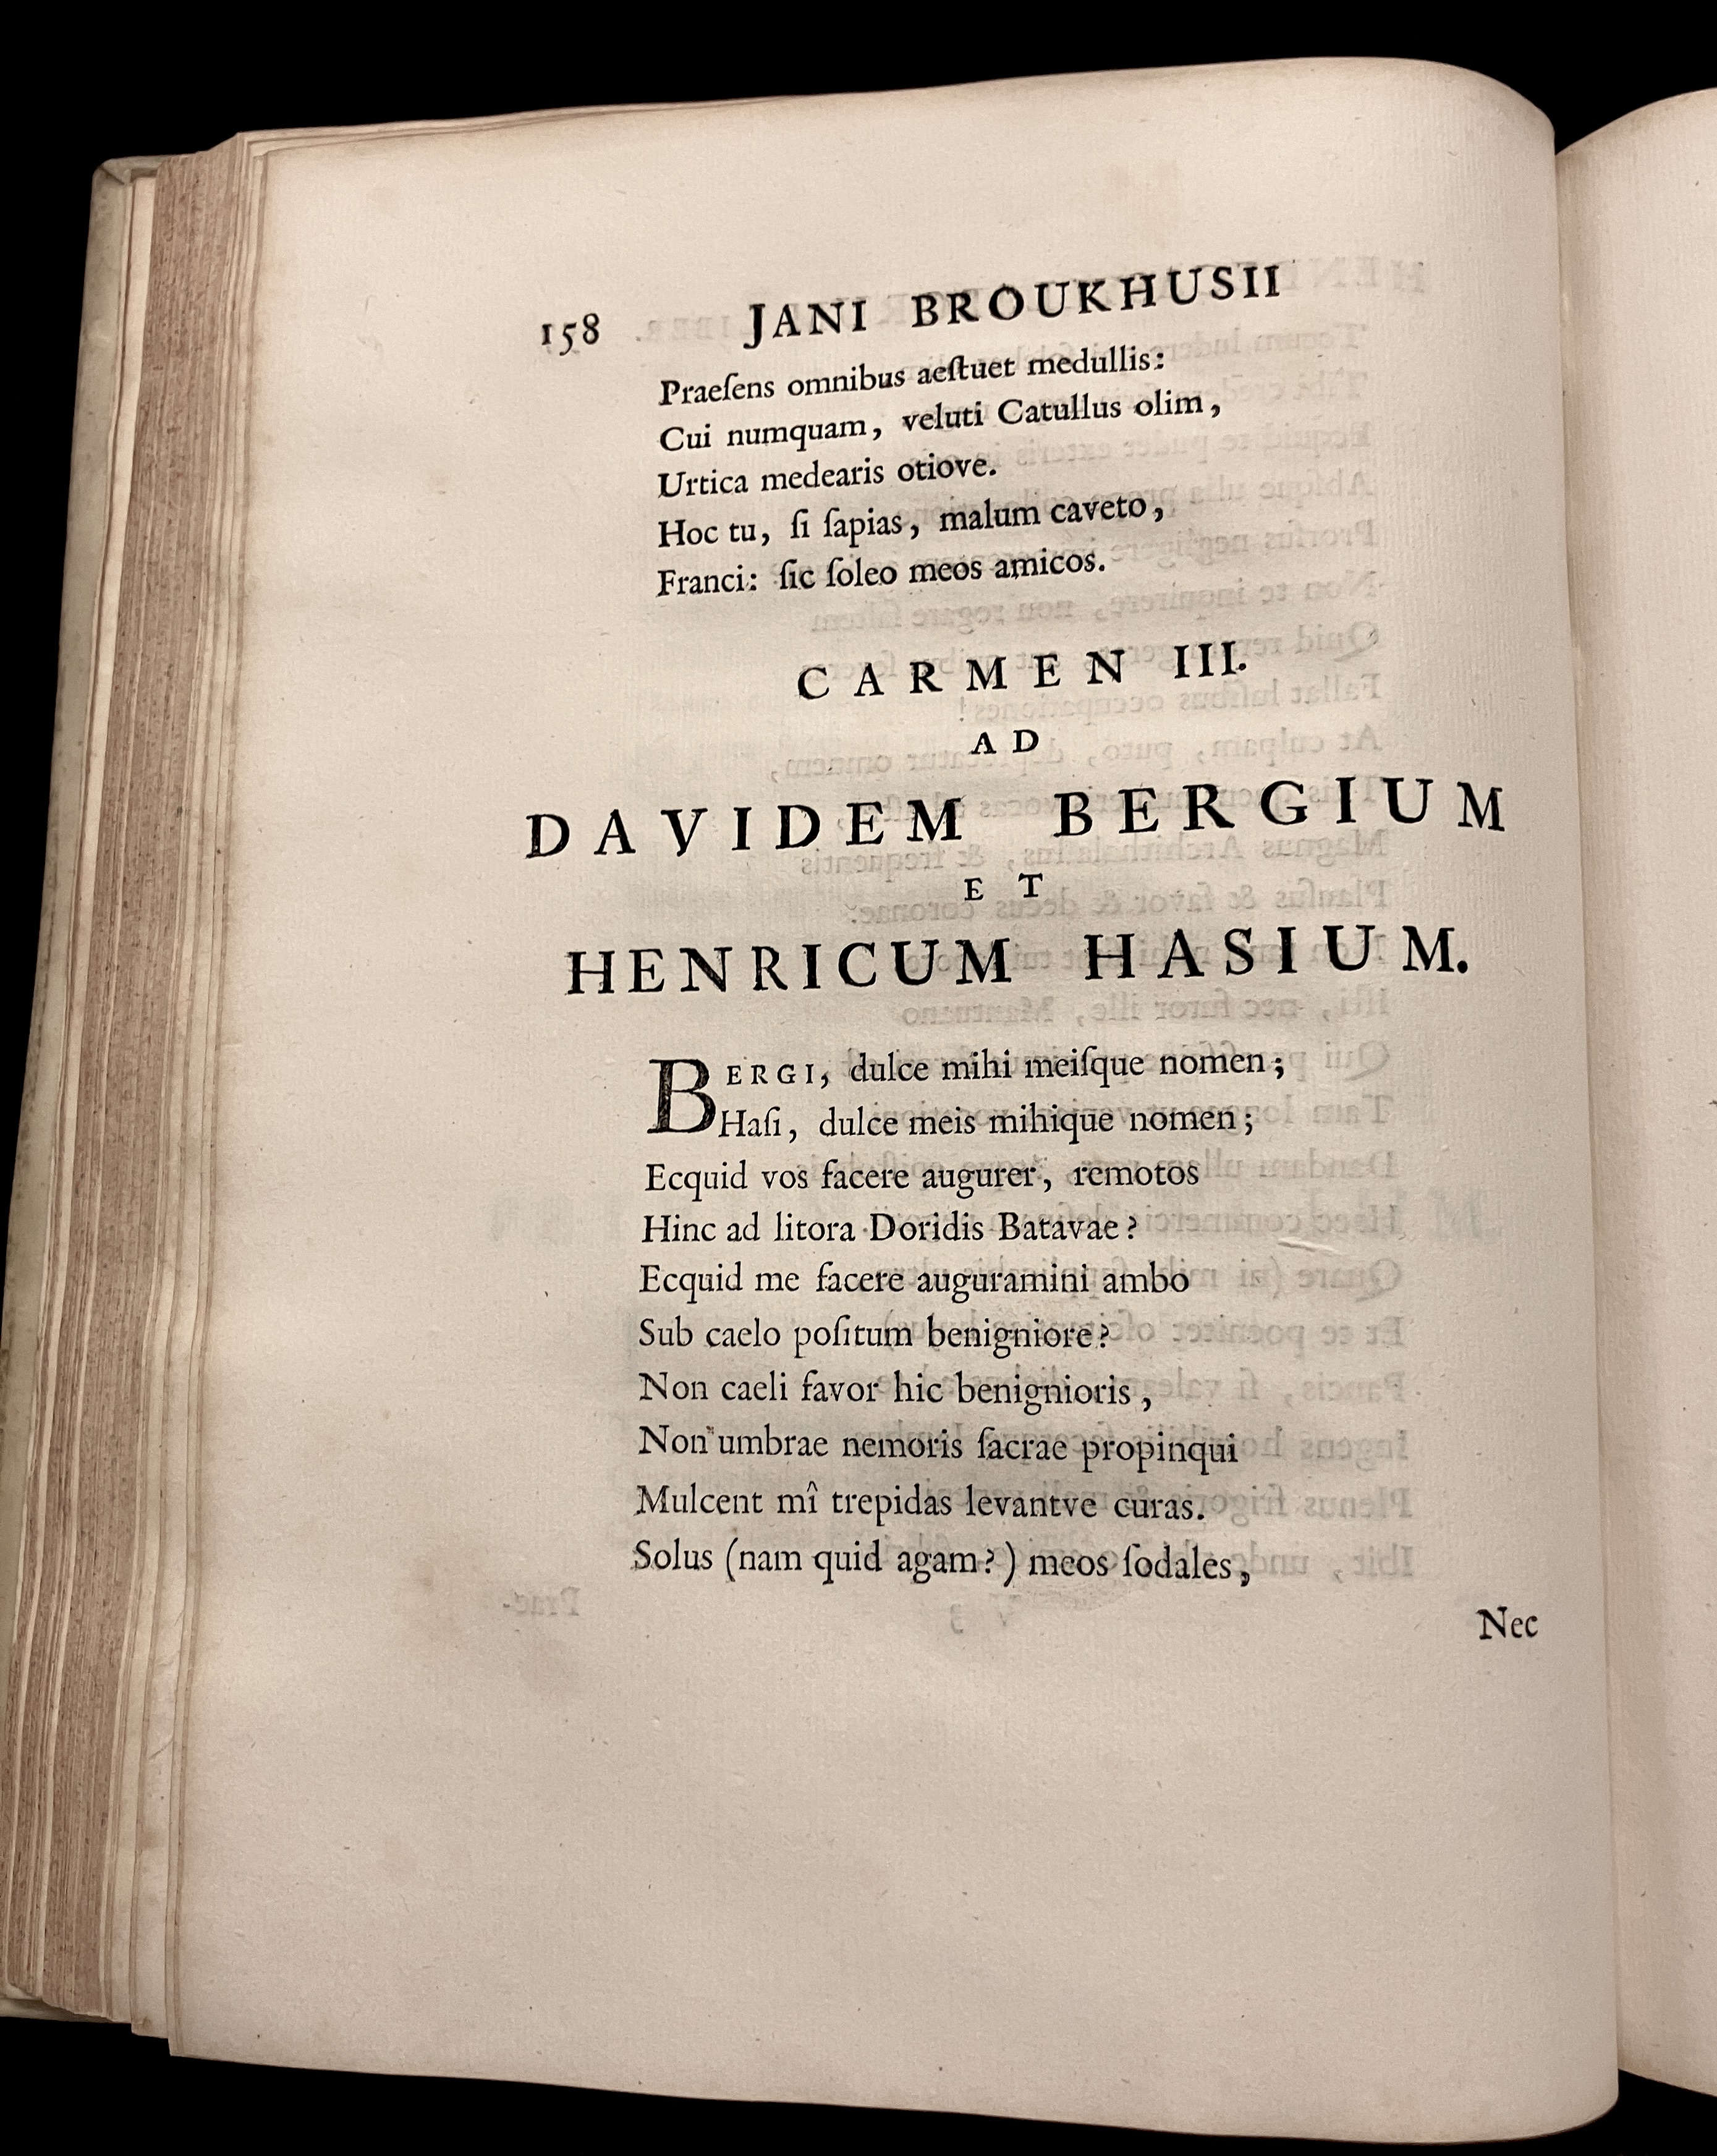 158 JANI BROUKHUSII
Praeſens omnibus aeſtuet medullis:
Cui numquam, veluti Catullus olim,
Urtica medearis otiove.
Hoc tu, ſi ſapias, malum caveto,
Franci: ſic ſoleo meos amicos.
CARMEN III.
AD
DAVIDEM BERGIUM
ET
HENRICUM HASIUM.
BERGI, dulce mihi meiſque nomen;
Haſi, dulce meis mihique nomen;
Ecquid vos facere augurer, remotos
Hinc ad litora Doridis Batavae?
Ecquid me facere auguramini ambo
Sub caelo poſitum benigniore?
Non caeli favor hic benignioris,
Non umbrae nemoris ſacrae propinqui
Mulcent mî trepidas levantve curas.
Solus (nam quid agam?) meos ſodales,
Nec